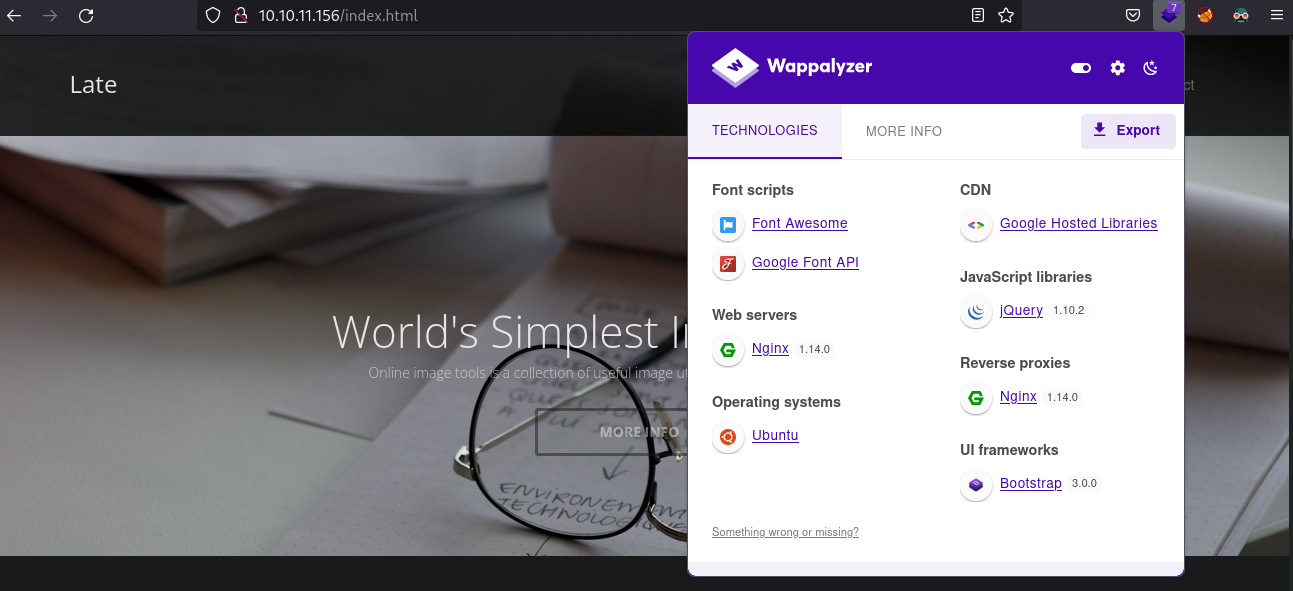 10.10.11.156/index.html
7
Late
ct
Wappalyzer
TECHNOLOGIES
MORE INFO
Export
Font scripts
Font Awesome
Google Font API
Web servers
Nginx 1.14.0
Operating systems
Ubuntu
CDN
Google Hosted Libraries
JavaScript libraries
jQuery 1.10.2
Reverse proxies
Nginx 1.14.0
UI frameworks
Bootstrap 3.0.0
Something wrong or missing?
World's Simplest I
Online image tools is a collection of useful image ut
MORE INFO